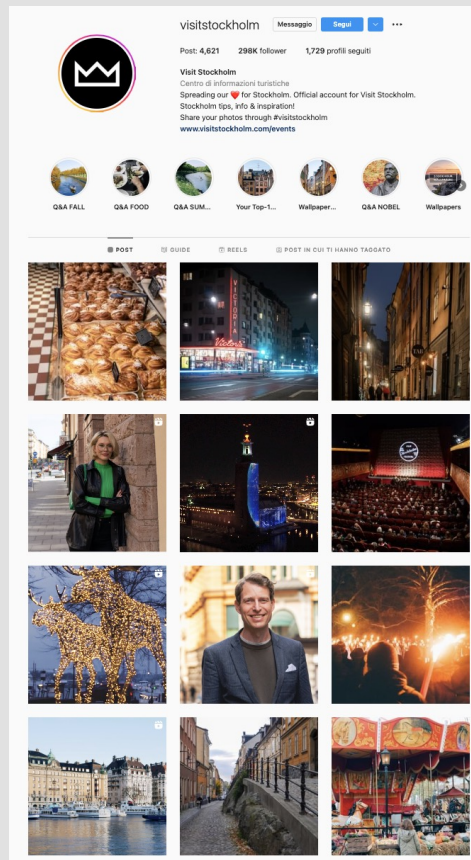 visitstockholm Messaggio Segui
Post: 4,621 298K follower 1,729 profili seguiti
Visit Stockholm
Centro di informazioni turistiche
Spreading our ❤️ for Stockholm. Official account for Visit Stockholm.
Stockholm tips, info & inspiration!
Share your photos through #visitstockholm
www.visitstockholm.com/events
Q&A FALL Q&A FOOD Q&A SUM... Your Top-1... Wallpaper... Q&A NOBEL Wallpapers
POST GUIDE REELS POST IN CUI TI HANNO TAGGATO
VICTORIA
Victoria
BAR